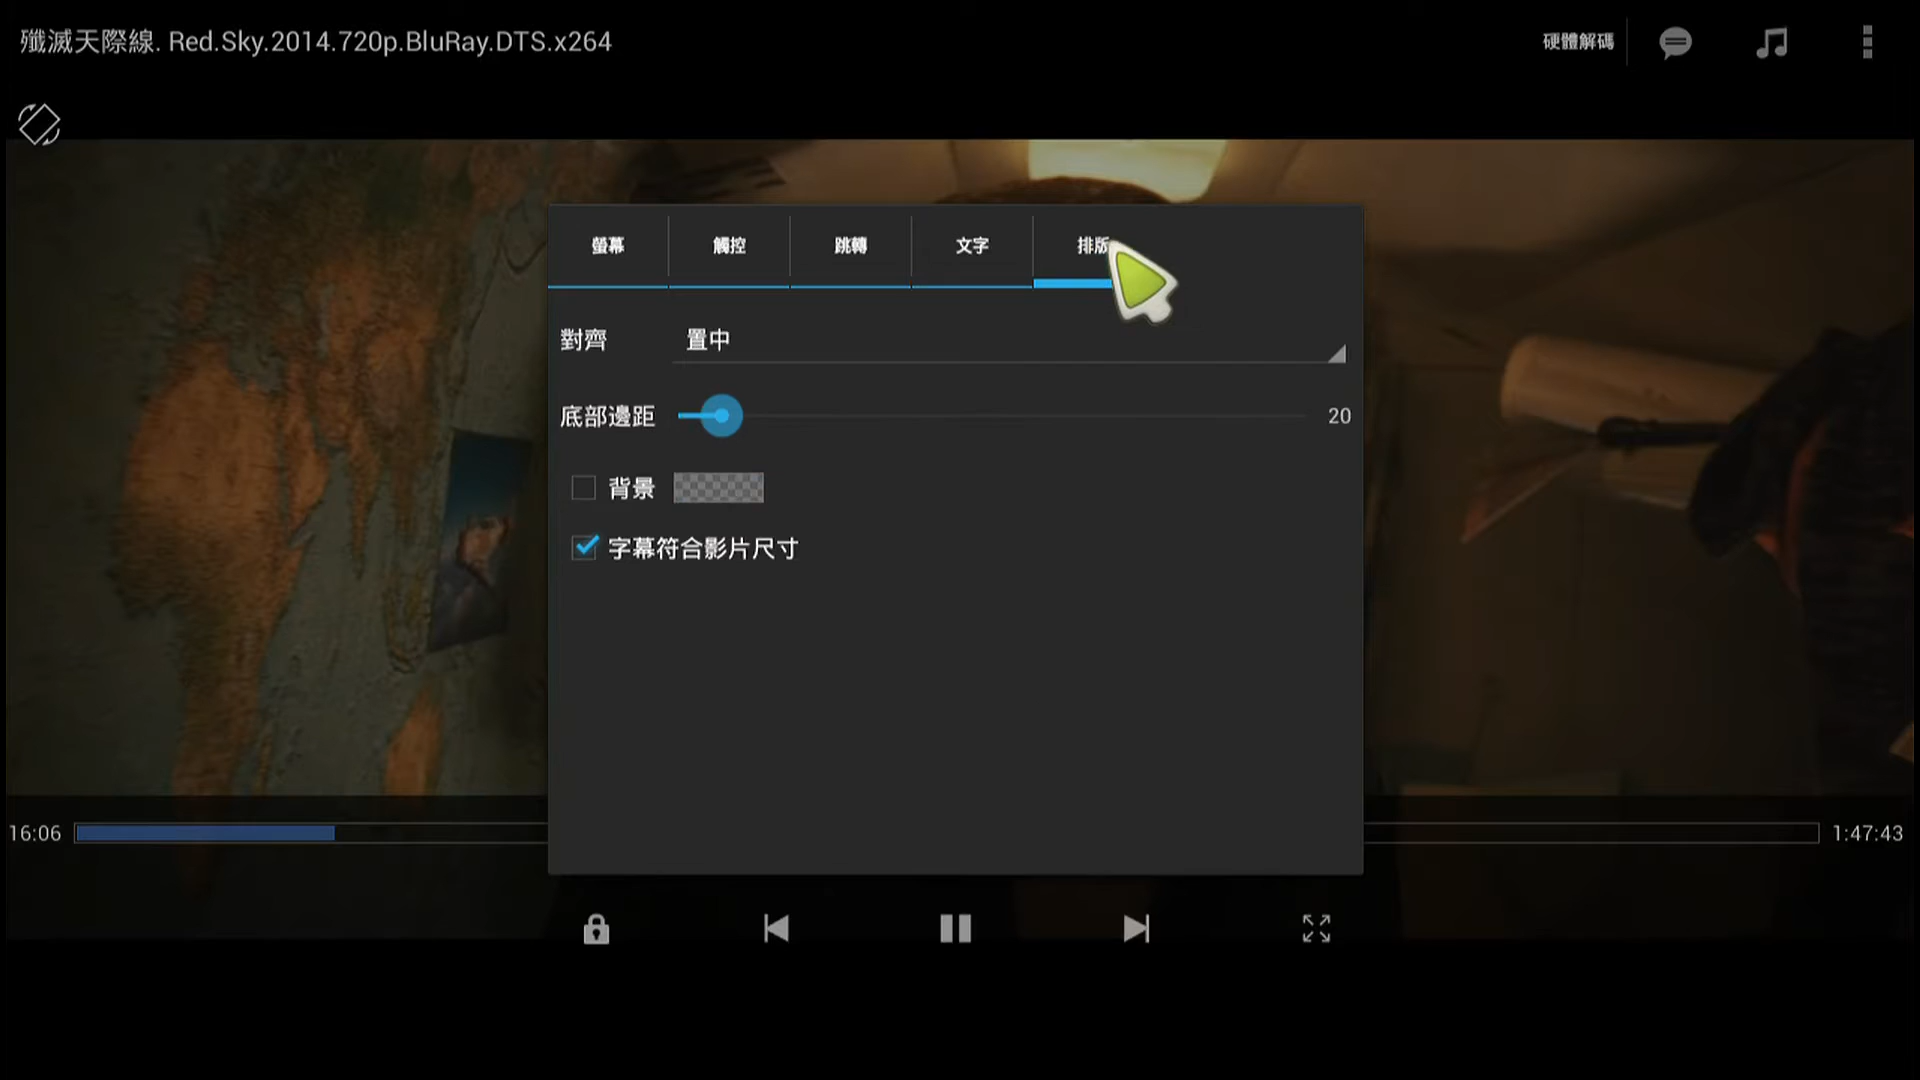 殲滅天際線. Red.Sky.2014.720p.BluRay.DTS.x264
硬體解碼
螢幕
觸控
跳轉
文字
排版
對齊
置中
底部邊距
20
背景
字幕符合影片尺寸
16:06
1:47:43